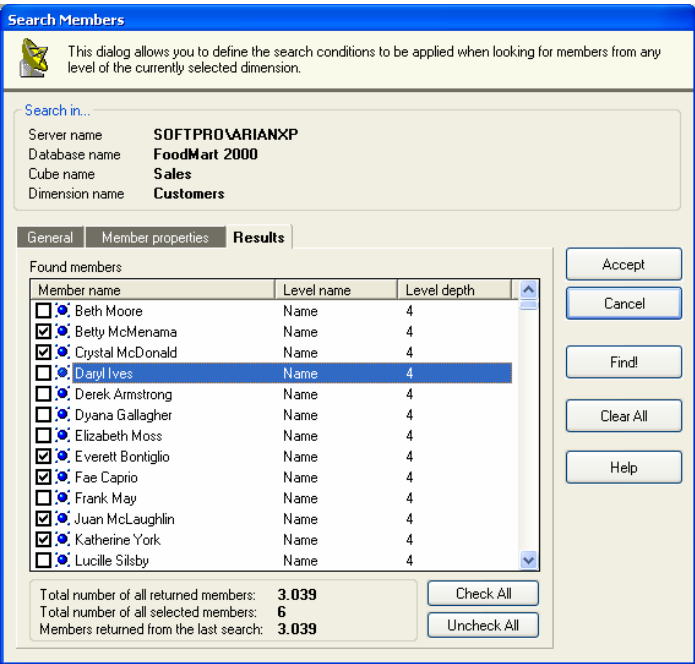 Search Members
This dialog allows you to define the search conditions to be applied when looking for members from any
level of the currently selected dimension.
Search in...
Server name SOFTPRO\ARIANXP
Database name FoodMart 2000
Cube name Sales
Dimension name Customers
General Member properties Results
Found members
Member name Level name Level depth
Beth Moore Name 4
Betty McMenama Name 4
Crystal McDonald Name 4
Daryl Ives Name 4
Derek Armstrong Name 4
Dyana Gallagher Name 4
Elizabeth Moss Name 4
Everett Bontiglio Name 4
Fae Caprio Name 4
Frank May Name 4
Juan McLaughlin Name 4
Katherine York Name 4
Lucille Silsby Name 4
Accept
Cancel
Find!
Clear All
Help
Total number of all returned members: 3.039
Total number of all selected members: 6
Members returned from the last search: 3.039
Check All
Uncheck All